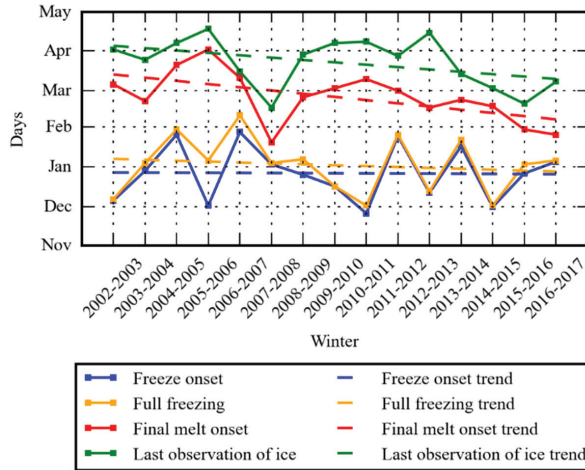 May
Apr
Mar
Feb
Jan
Dec
Nov
Days
2002-2003
2003-2004
2004-2005
2005-2006
2006-2007
2007-2008
2008-2009
2009-2010
2010-2011
2011-2012
2012-2013
2013-2014
2014-2015
2015-2016
2016-2017
Winter
Freeze onset
Full freezing
Final melt onset
Last observation of ice
Freeze onset trend
Full freezing trend
Final melt onset trend
Last observation of ice trend